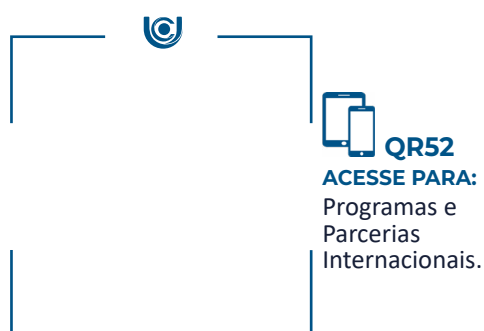 QR52
ACESSE PARA:
Programas e
Parcerias
Internacionais.